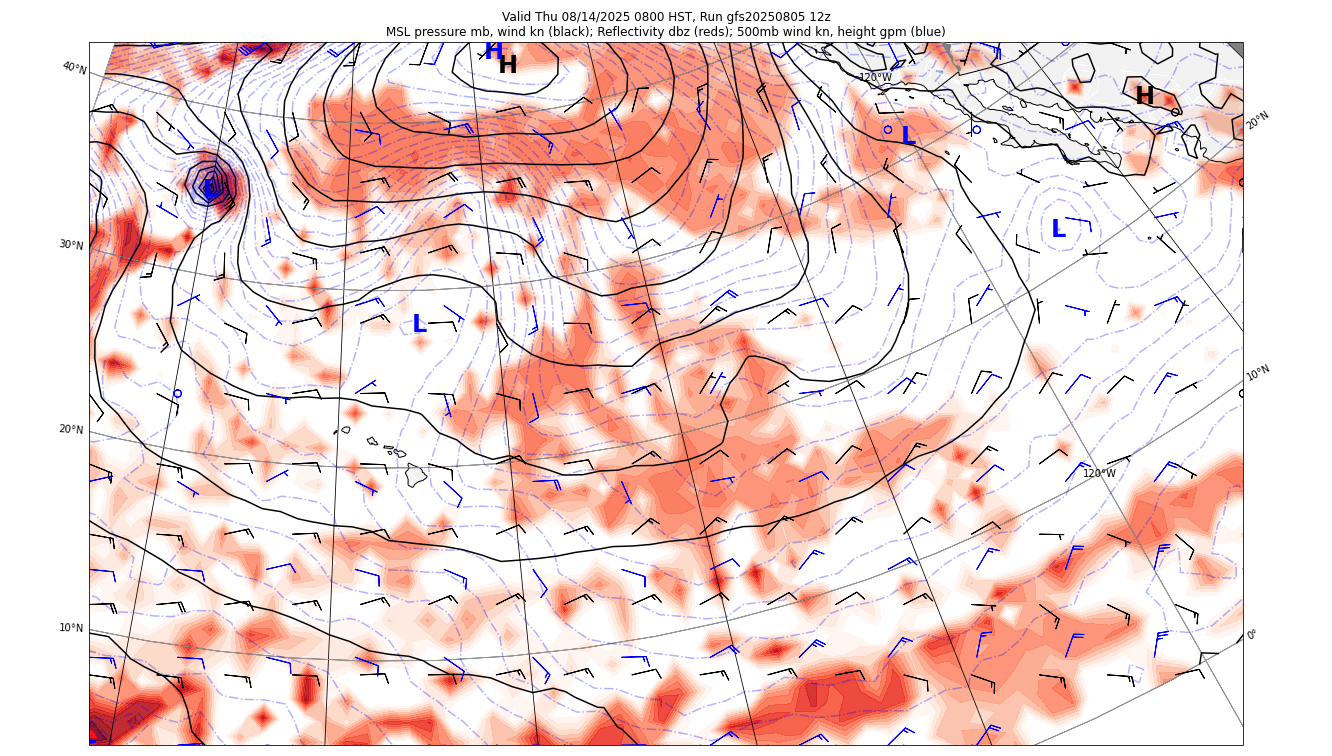 Valid Thu 08/14/2025 0800 HST, Run gfs20250805 12z
MSL pressure mb, wind kn (black); Reflectivity dbz (reds); 500mb wind kn, height gpm (blue)
H
H
40°N
120°W
H
20°N
L
L
L
30°N
L
10°N
20°N
120°W
10°N
0°